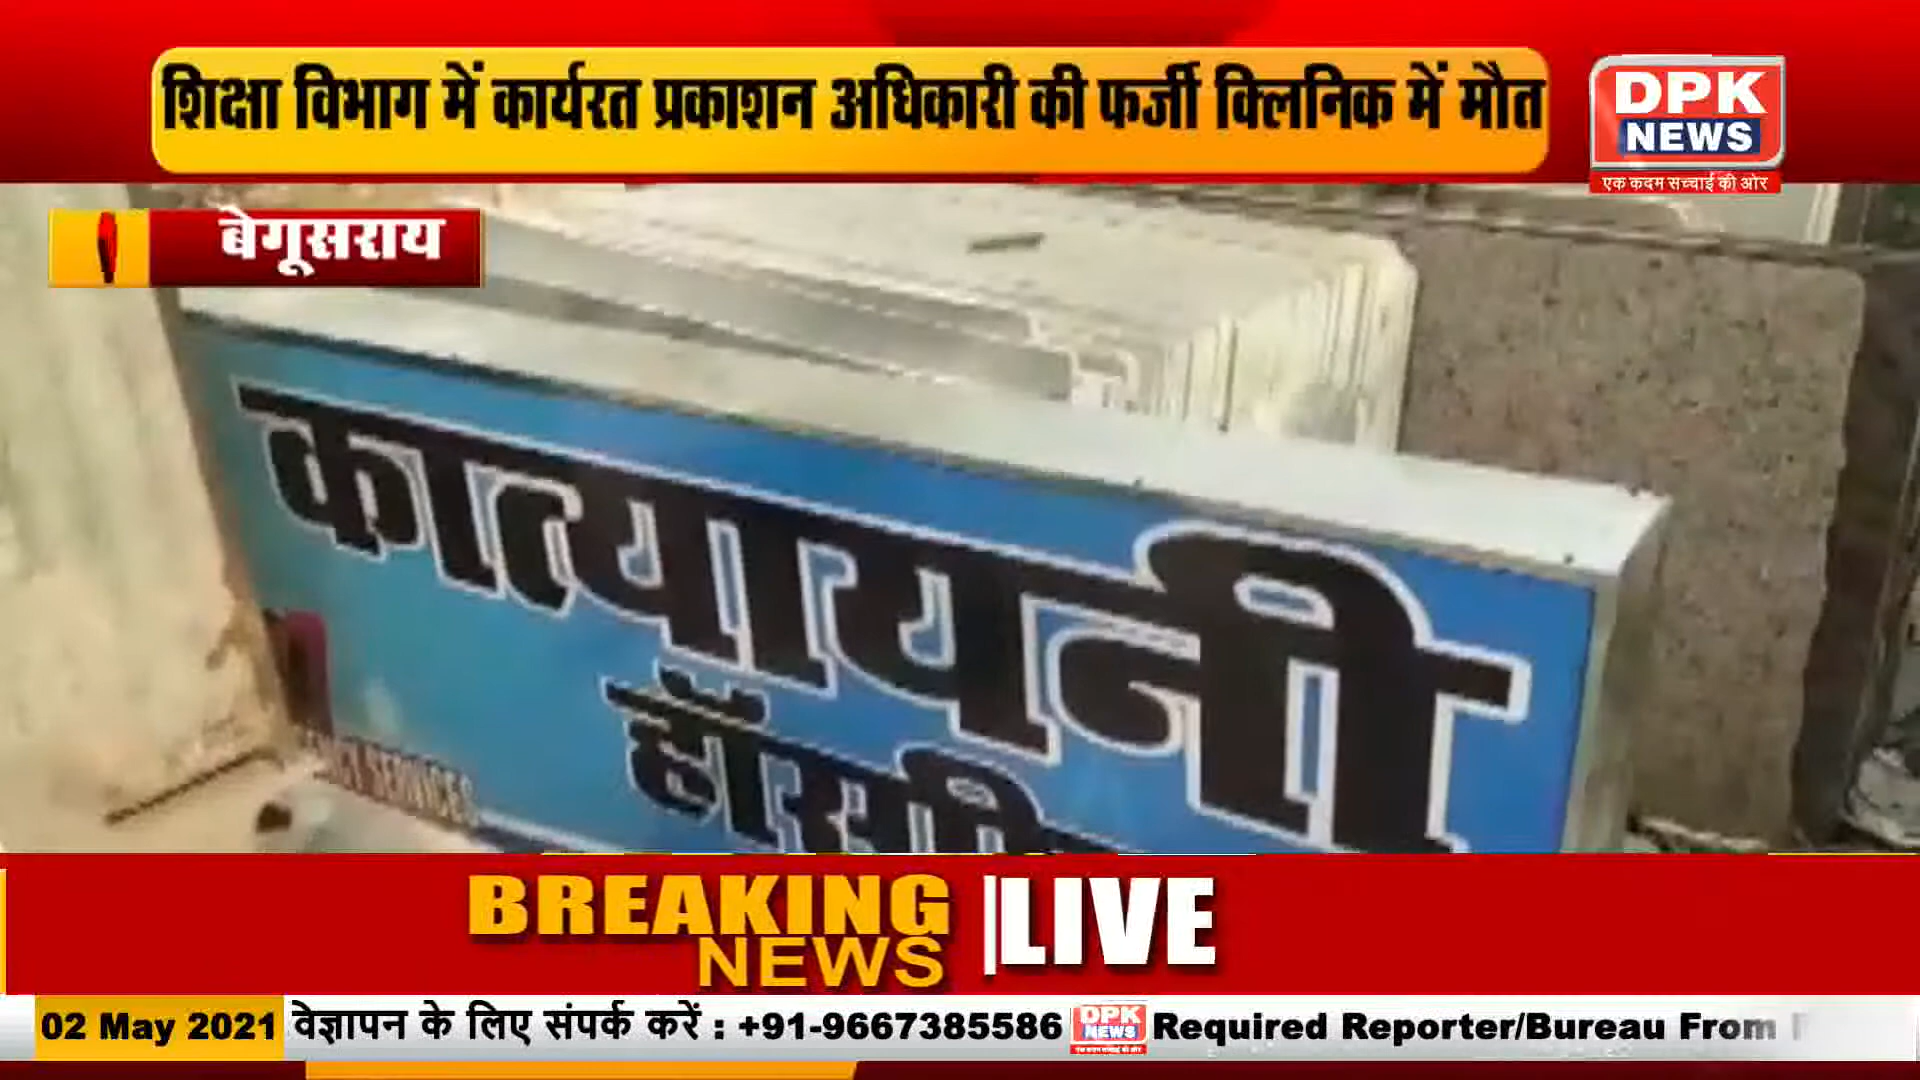 शिक्षा विभाग में कार्यरत प्रकाशन अधिकारी की फर्जी क्लिनिक में मौत
DPK
NEWS
एक कदम सच्चाई की ओर
बेगूसराय
कात्यायनी
SERVICES
BREAKING
NEWS
LIVE
02 May 2021 वेज्ञापन के लिए संपर्क करें : +91-9667385586 DPK NEWS Required Reporter/Bureau From